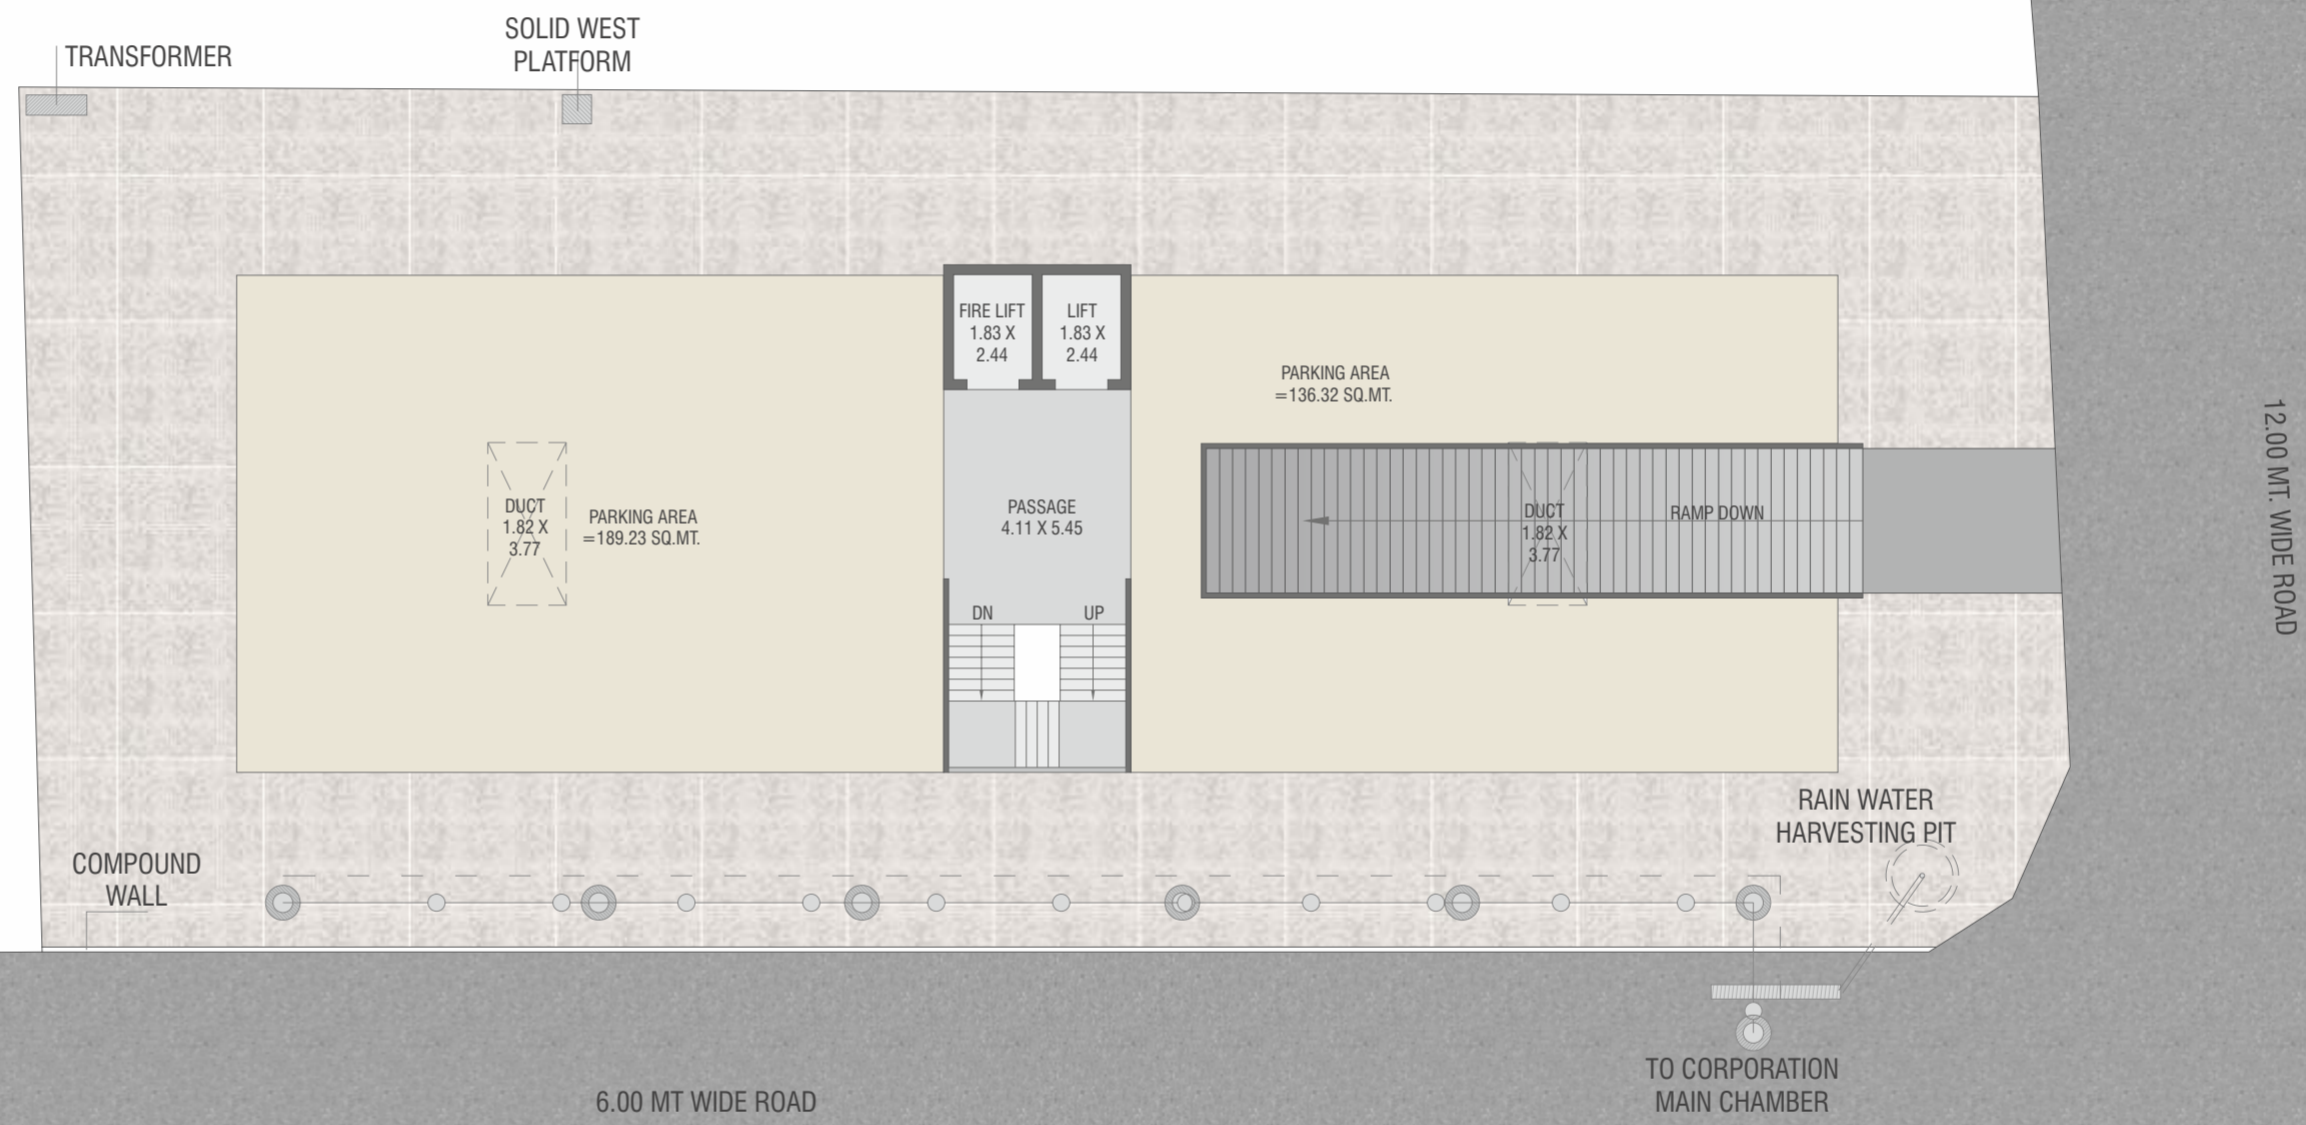 TRANSFORMER
SOLID WEST
PLATFORM
FIRE LIFT
1.83 X
2.44
LIFT
1.83 X
2.44
PARKING AREA
=136.32 SQ.MT.
DUCT
1.82 X
3.77
PARKING AREA
=189.23 SQ.MT.
PASSAGE
4.11 X 5.45
DUCT
1.82 X
3.77
RAMP DOWN
12.00 MT. WIDE ROAD
DN
UP
RAIN WATER
HARVESTING PIT
COMPOUND
WALL
TO CORPORATION
MAIN CHAMBER
6.00 MT WIDE ROAD